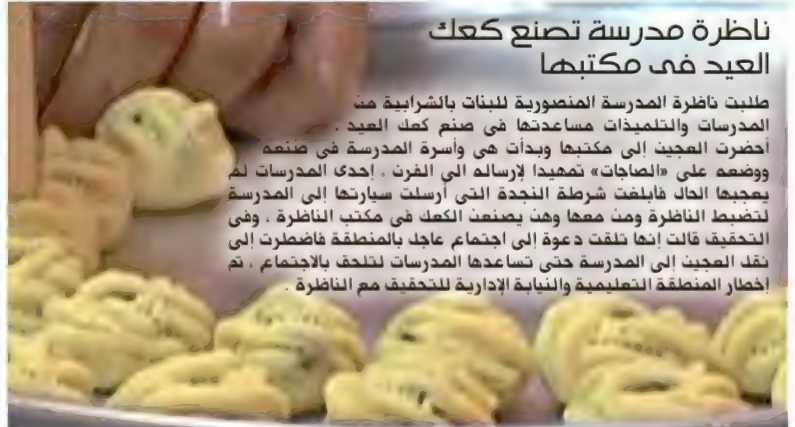 ناظرة مدرسة تصنع كعك
العيد فى مكتبها
طلبت ناظرة المدرسة المنصورية للبنات بالشرابية من
المدرسات والتلميذات مساعدتها فى صنع كعك العيد .
أحضرت العجين إلى مكتبها وبدأت هى وأسرة المدرسة فى صنعه
ووضعه على «الصاجات» تمهيدا لإرساله الى الفرن . إحدى المدرسات لم
يعجبها الحال فأبلغت شرطة النجدة التى أرسلت سيارتها إلى المدرسة
لتضبط الناظرة ومن معها وهن يصنعن الكعك فى مكتب الناظرة . وفى
التحقيق قالت إنها تلقت دعوة إلى اجتماع عاجل بالمنطقة فاضطرت إلى
نقل العجين إلى المدرسة حتى تساعدها المدرسات لتلحق بالاجتماع . تم
إخطار المنطقة التعليمية والنيابة الإدارية للتحقيق مع الناظرة .